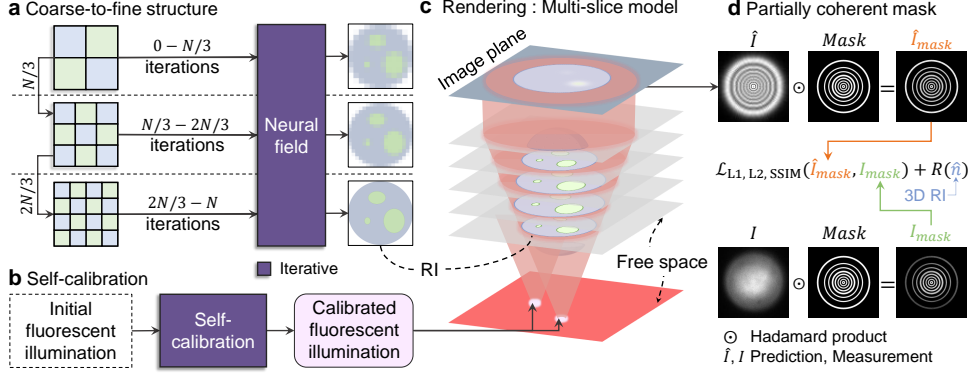 a Coarse-to-fine structure
0 − N/3
iterations
N/3
N/3 − 2N/3
iterations
2N/3
2N/3 − N
iterations
Neural
field
Iterative
RI
b Self-calibration
Initial
fluorescent
illumination
Self-
calibration
Calibrated
fluorescent
illumination
c Rendering : Multi-slice model
Image plane
Free space
d Partially coherent mask
Î Mask Î_mask
⊙ =
ℒ_L1, L2, SSIM(Î_mask, I_mask) + R(n̂)
3D RI
I Mask I_mask
⊙ =
⊙ Hadamard product
Î, I Prediction, Measurement